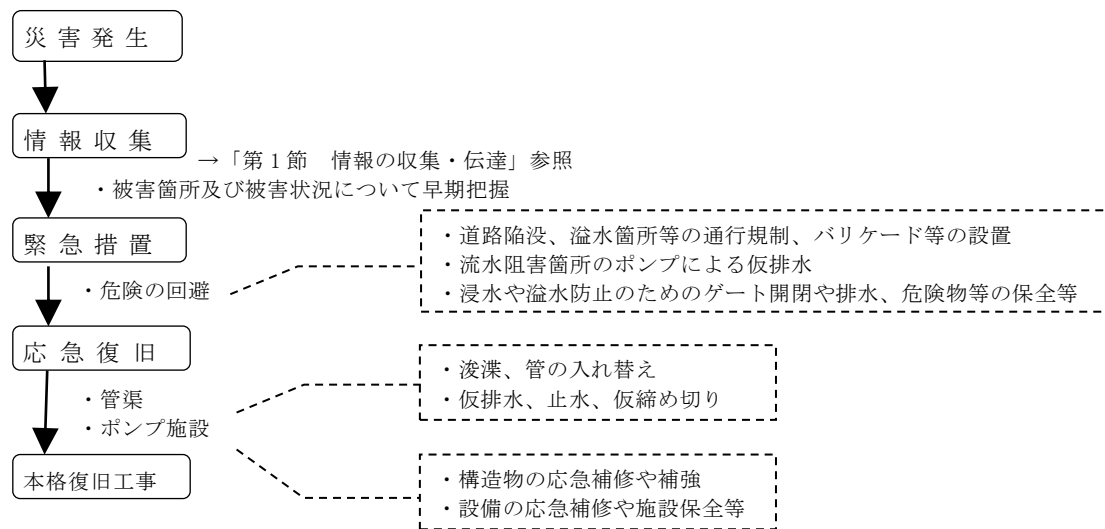 災害発生
情報収集
→「第1節　情報の収集・伝達」参照
・被害箇所及び被害状況について早期把握
緊急措置
・危険の回避
・道路陥没、溢水箇所等の通行規制、バリケード等の設置
・流水阻害箇所のポンプによる仮排水
・浸水や溢水防止のためのゲート開閉や排水、危険物等の保全等
応急復旧
・管渠
・ポンプ施設
・浚渫、管の入れ替え
・仮排水、止水、仮締め切り
・構造物の応急補修や補強
・設備の応急補修や施設保全等
本格復旧工事